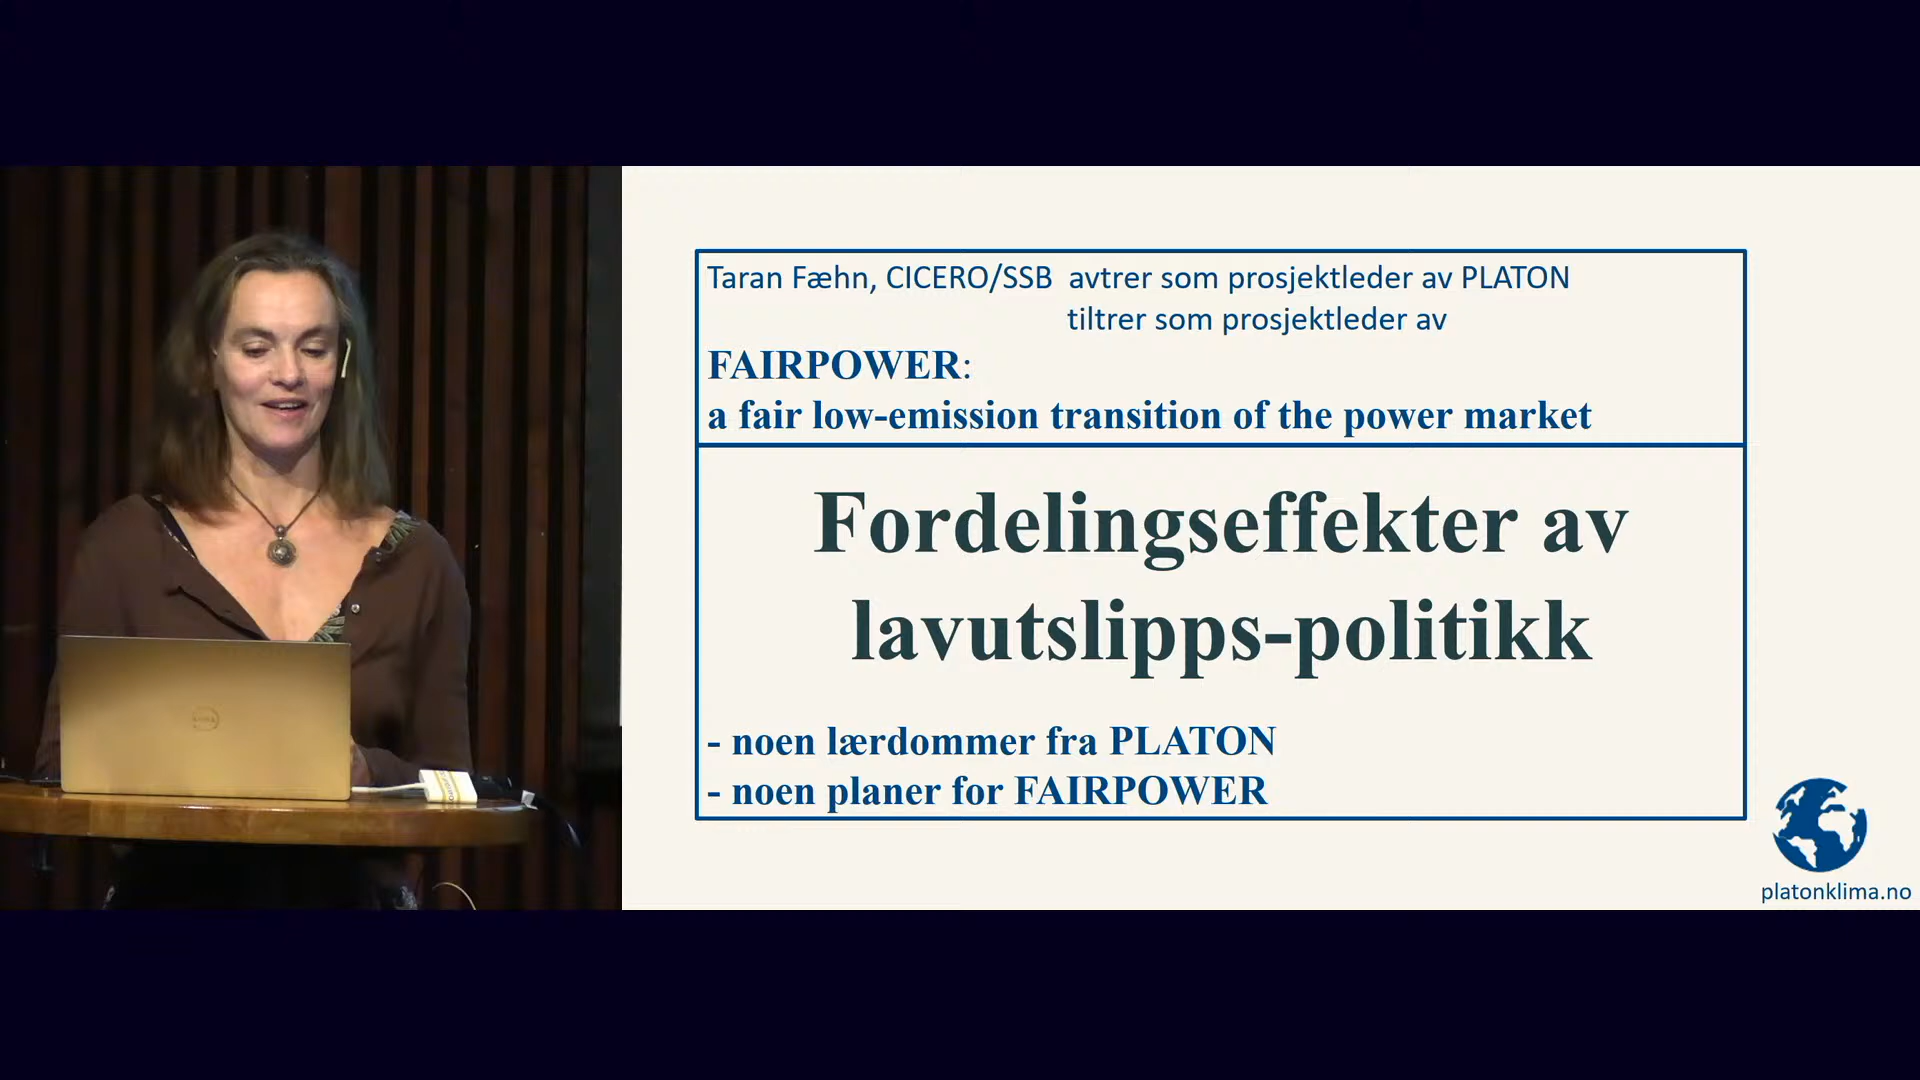 Taran Fæhn, CICERO/SSB avtrer som prosjektleder av PLATON
tiltrer som prosjektleder av
FAIRPOWER:
a fair low-emission transition of the power market
Fordelingseffekter av
lavutslipps-politikk
- noen lærdommer fra PLATON
- noen planer for FAIRPOWER
platonklima.no